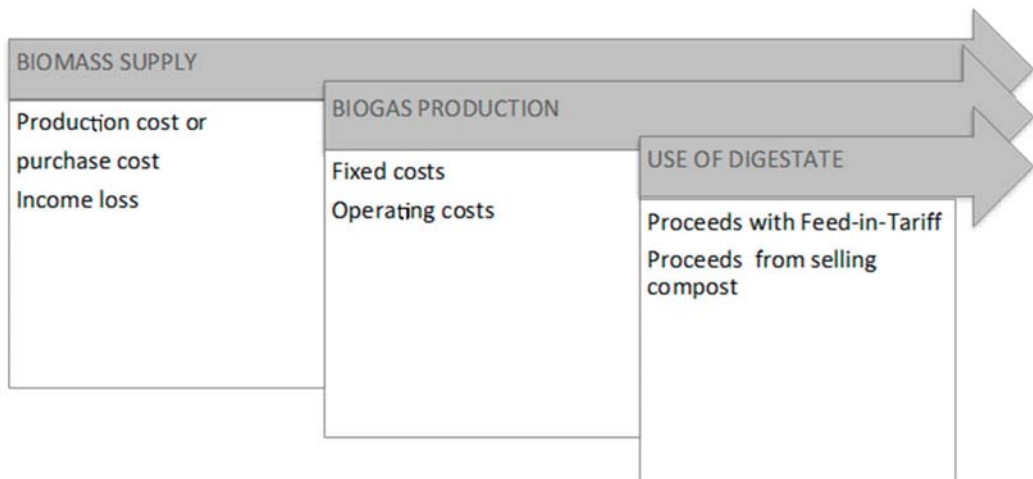 BIOMASS SUPPLY
Production cost or
purchase cost
Income loss
BIOGAS PRODUCTION
Fixed costs
Operating costs
USE OF DIGESTATE
Proceeds with Feed-in-Tariff
Proceeds from selling
compost